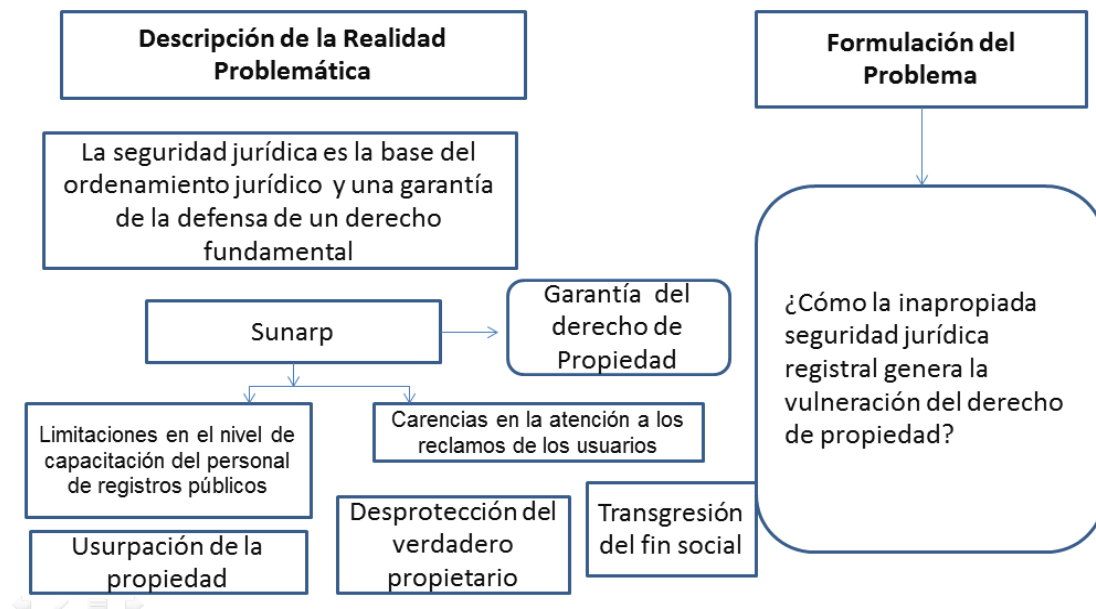 Descripción de la Realidad
Problemática
La seguridad jurídica es la base del
ordenamiento jurídico y una garantía
de la defensa de un derecho
fundamental
Sunarp
Garantía del
derecho de
Propiedad
Limitaciones en el nivel de
capacitación del personal
de registros públicos
Carencias en la atención a los
reclamos de los usuarios
Usurpación de la
propiedad
Desprotección del
verdadero
propietario
Transgresión
del fin social
Formulación del
Problema
¿Cómo la inapropiada
seguridad jurídica
registral genera la
vulneración del derecho
de propiedad?